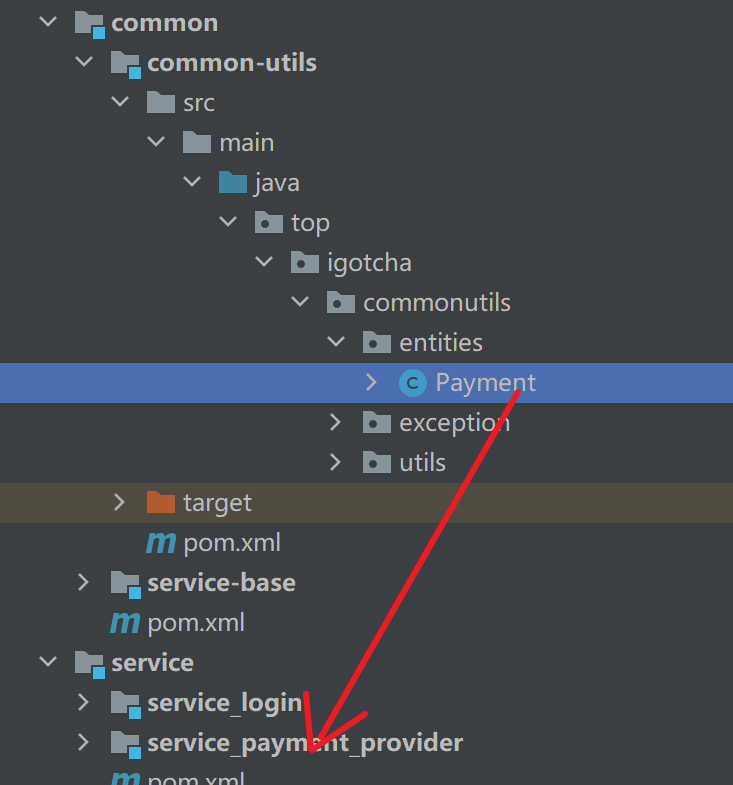 common
common-utils
src
main
java
top
igotcha
commonutils
entities
C Payment
exception
utils
target
m pom.xml
service-base
m pom.xml
service
service_login
service_payment_provider
m pom.xml